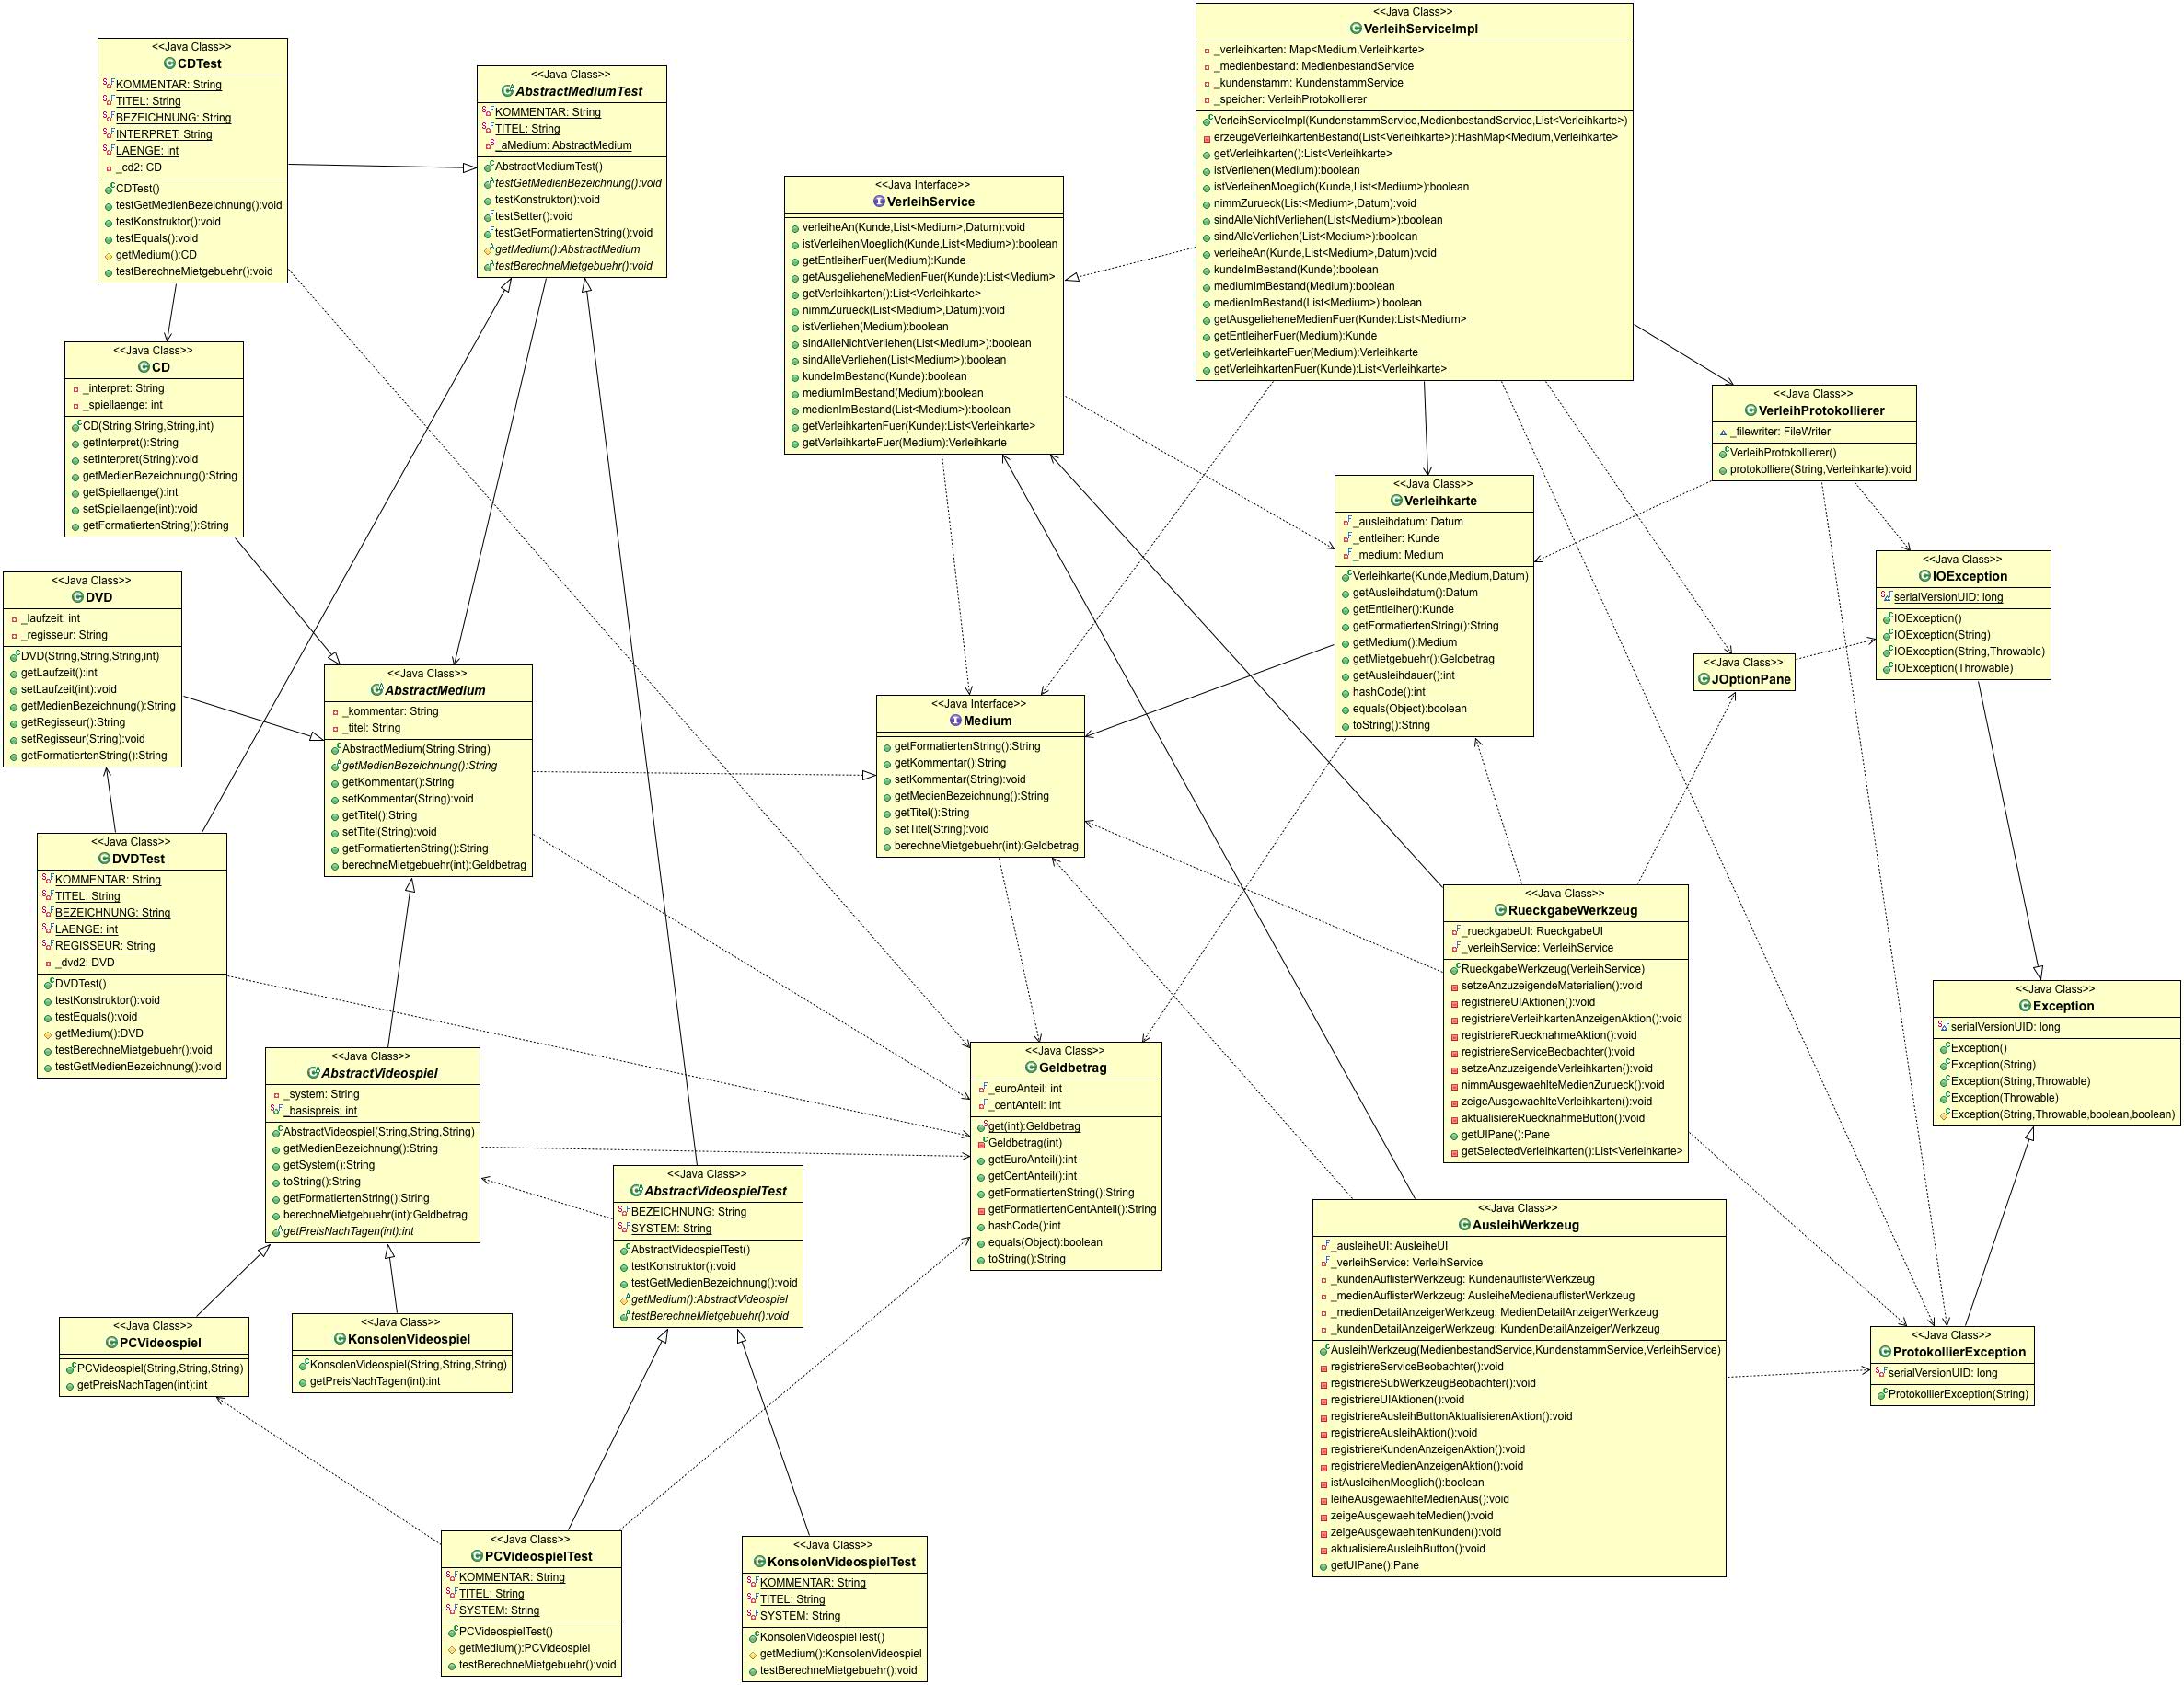 <<Java Class>>
VerleihServiceImpl
_verleihkarten: Map<Medium,Verleihkarte>
_medienbestand: MedienbestandService
_kundenstamm: KundenstammService
_speicher: VerleihProtokollierer
VerleihServiceImpl(KundenstammService,MedienbestandService,List<Verleihkarte>)
erzeugeVerleihkartenBestand(List<Verleihkarte>):HashMap<Medium,Verleihkarte>
getVerleihkarten():List<Verleihkarte>
istVerliehen(Medium):boolean
istVerleihenMoeglich(Kunde,List<Medium>):boolean
nimmZurueck(List<Medium>,Datum):void
sindAlleNichtVerliehen(List<Medium>):boolean
sindAlleVerliehen(List<Medium>):boolean
verleiheAn(Kunde,List<Medium>,Datum):void
kundeImBestand(Kunde):boolean
mediumImBestand(Medium):boolean
medienImBestand(List<Medium>):boolean
getAusgelieheneMedienFuer(Kunde):List<Medium>
getEntleiherFuer(Medium):Kunde
getVerleihkarteFuer(Medium):Verleihkarte
getVerleihkartenFuer(Kunde):List<Verleihkarte>
<<Java Class>>
CDTest
KOMMENTAR: String
TITEL: String
BEZEICHNUNG: String
INTERPRET: String
LAENGE: int
_cd2: CD
CDTest()
testGetMedienBezeichnung():void
testKonstruktor():void
testEquals():void
getMedium():CD
testBerechneMietgebuehr():void
<<Java Class>>
AbstractMediumTest
KOMMENTAR: String
TITEL: String
_aMedium: AbstractMedium
AbstractMediumTest()
testGetMedienBezeichnung():void
testKonstruktor():void
testSetter():void
testGetFormatiertenString():void
getMedium():AbstractMedium
testBerechneMietgebuehr():void
<<Java Interface>>
VerleihService
verleiheAn(Kunde,List<Medium>,Datum):void
istVerleihenMoeglich(Kunde,List<Medium>):boolean
getEntleiherFuer(Medium):Kunde
getAusgelieheneMedienFuer(Kunde):List<Medium>
getVerleihkarten():List<Verleihkarte>
nimmZurueck(List<Medium>,Datum):void
istVerliehen(Medium):boolean
sindAlleNichtVerliehen(List<Medium>):boolean
sindAlleVerliehen(List<Medium>):boolean
kundeImBestand(Kunde):boolean
mediumImBestand(Medium):boolean
medienImBestand(List<Medium>):boolean
getVerleihkartenFuer(Kunde):List<Verleihkarte>
getVerleihkarteFuer(Medium):Verleihkarte
<<Java Class>>
CD
_interpret: String
_spiellaenge: int
CD(String,String,String,int)
getInterpret():String
setInterpret(String):void
getMedienBezeichnung():String
getSpiellaenge():int
setSpiellaenge(int):void
getFormatiertenString():String
<<Java Class>>
VerleihProtokollierer
_filewriter: FileWriter
VerleihProtokollierer()
protokolliere(String,Verleihkarte):void
<<Java Class>>
Verleihkarte
_ausleihdatum: Datum
_entleiher: Kunde
_medium: Medium
Verleihkarte(Kunde,Medium,Datum)
getAusleihdatum():Datum
getEntleiher():Kunde
getFormatiertenString():String
getMedium():Medium
getMietgebuehr():Geldbetrag
getAusleihdauer():int
hashCode():int
equals(Object):boolean
toString():String
<<Java Class>>
IOException
serialVersionUID: long
IOException()
IOException(String)
IOException(String,Throwable)
IOException(Throwable)
<<Java Class>>
DVD
_laufzeit: int
_regisseur: String
DVD(String,String,String,int)
getLaufzeit():int
setLaufzeit(int):void
getMedienBezeichnung():String
getRegisseur():String
setRegisseur(String):void
getFormatiertenString():String
<<Java Class>>
JOptionPane
<<Java Class>>
AbstractMedium
_kommentar: String
_titel: String
AbstractMedium(String,String)
getMedienBezeichnung():String
getKommentar():String
setKommentar(String):void
getTitel():String
setTitel(String):void
getFormatiertenString():String
berechneMietgebuehr(int):Geldbetrag
<<Java Interface>>
Medium
getFormatiertenString():String
getKommentar():String
setKommentar(String):void
getMedienBezeichnung():String
getTitel():String
setTitel(String):void
berechneMietgebuehr(int):Geldbetrag
<<Java Class>>
DVDTest
KOMMENTAR: String
TITEL: String
BEZEICHNUNG: String
LAENGE: int
REGISSEUR: String
_dvd2: DVD
DVDTest()
testKonstruktor():void
testEquals():void
getMedium():DVD
testBerechneMietgebuehr():void
testGetMedienBezeichnung():void
<<Java Class>>
RueckgabeWerkzeug
_rueckgabeUI: RueckgabeUI
_verleihService: VerleihService
RueckgabeWerkzeug(VerleihService)
setzeAnzuzeigendeMaterialien():void
registriereUIAktionen():void
registriereVerleihkartenAnzeigenAktion():void
registriereRuecknahmeAktion():void
registriereServiceBeobachter():void
setzeAnzuzeigendeVerleihkarten():void
nimmAusgewaehlteMedienZurueck():void
zeigeAusgewaehlteVerleihkarten():void
aktualisiereRuecknahmeButton():void
getUIPane():Pane
getSelectedVerleihkarten():List<Verleihkarte>
<<Java Class>>
Exception
serialVersionUID: long
Exception()
Exception(String)
Exception(String,Throwable)
Exception(Throwable)
Exception(String,Throwable,boolean,boolean)
<<Java Class>>
AbstractVideospiel
_system: String
_basispreis: int
AbstractVideospiel(String,String,String)
getMedienBezeichnung():String
getSystem():String
toString():String
getFormatiertenString():String
berechneMietgebuehr(int):Geldbetrag
getPreisNachTagen(int):int
<<Java Class>>
Geldbetrag
_euroAnteil: int
_centAnteil: int
get(int):Geldbetrag
Geldbetrag(int)
getEuroAnteil():int
getCentAnteil():int
getFormatiertenString():String
getFormatiertenCentAnteil():String
hashCode():int
equals(Object):boolean
toString():String
<<Java Class>>
AbstractVideospielTest
BEZEICHNUNG: String
SYSTEM: String
AbstractVideospielTest()
testKonstruktor():void
testGetMedienBezeichnung():void
getMedium():AbstractVideospiel
testBerechneMietgebuehr():void
<<Java Class>>
AusleihWerkzeug
_ausleiheUI: AusleiheUI
_verleihService: VerleihService
_kundenAuflisterWerkzeug: KundenauflisterWerkzeug
_medienAuflisterWerkzeug: AusleiheMedienauflisterWerkzeug
_medienDetailAnzeigerWerkzeug: MedienDetailAnzeigerWerkzeug
_kundenDetailAnzeigerWerkzeug: KundenDetailAnzeigerWerkzeug
AusleihWerkzeug(MedienbestandService,KundenstammService,VerleihService)
registriereServiceBeobachter():void
registriereSubWerkzeugBeobachter():void
registriereUIAktionen():void
registriereAusleihButtonAktualisierenAktion():void
registriereAusleihAktion():void
registriereKundenAnzeigenAktion():void
registriereMedienAnzeigenAktion():void
istAusleihenMoeglich():boolean
leiheAusgewaehlteMedienAus():void
zeigeAusgewaehlteMedien():void
zeigeAusgewaehltenKunden():void
aktualisiereAusleihButton():void
getUIPane():Pane
<<Java Class>>
PCVideospiel
PCVideospiel(String,String,String)
getPreisNachTagen(int):int
<<Java Class>>
KonsolenVideospiel
KonsolenVideospiel(String,String,String)
getPreisNachTagen(int):int
<<Java Class>>
ProtokollierException
serialVersionUID: long
ProtokollierException(String)
<<Java Class>>
PCVideospielTest
KOMMENTAR: String
TITEL: String
SYSTEM: String
PCVideospielTest()
getMedium():PCVideospiel
testBerechneMietgebuehr():void
<<Java Class>>
KonsolenVideospielTest
KOMMENTAR: String
TITEL: String
SYSTEM: String
KonsolenVideospielTest()
getMedium():KonsolenVideospiel
testBerechneMietgebuehr():void